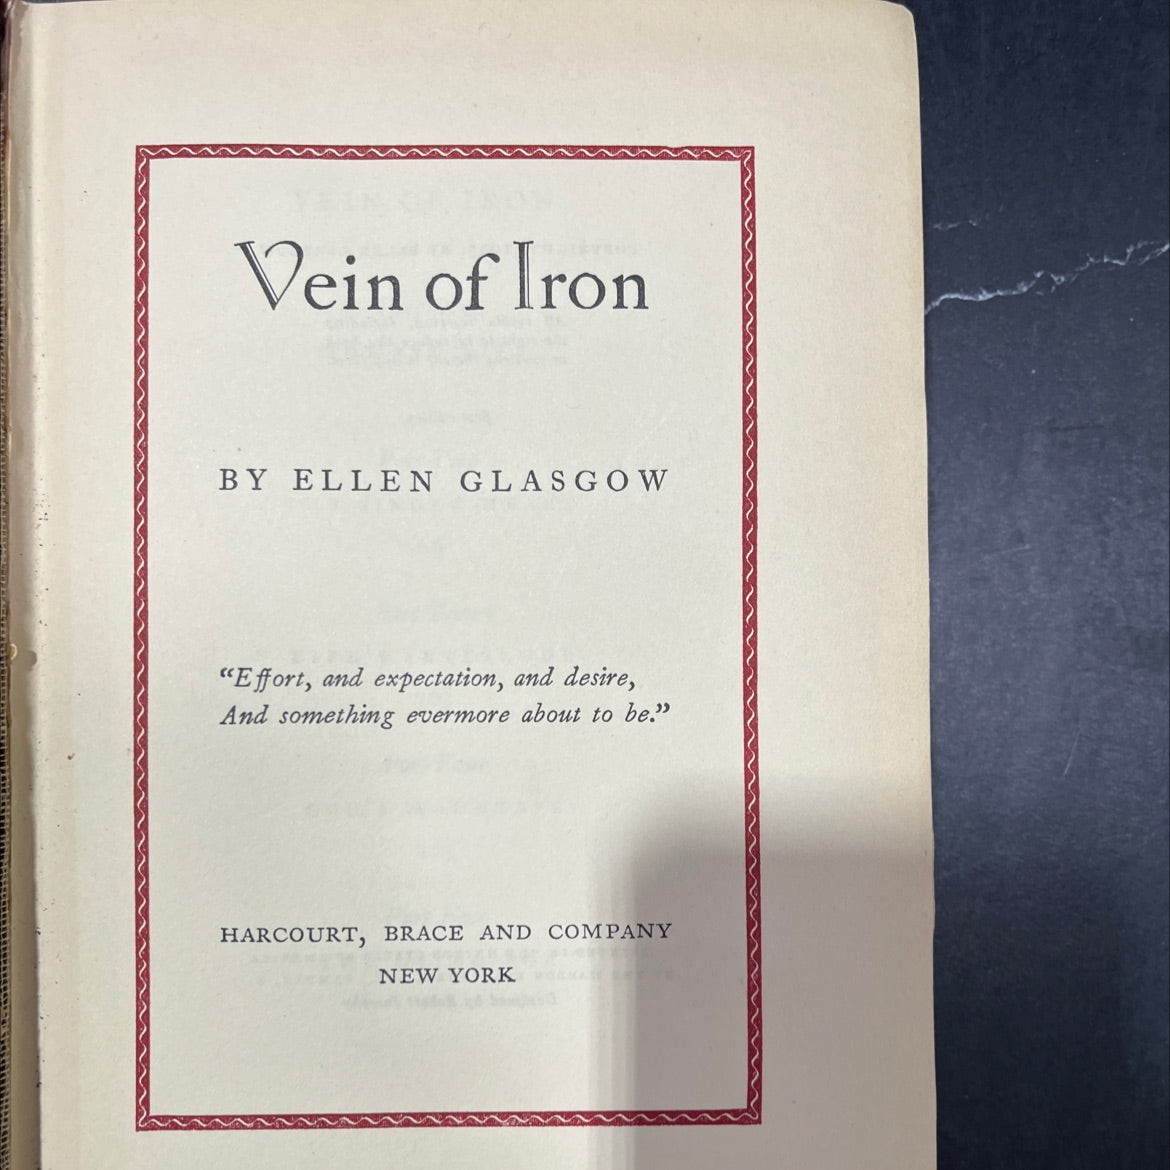 Vein of Iron
BY ELLEN GLASGOW
“Effort, and expectation, and desire,
And something evermore about to be.”
HARCOURT, BRACE AND COMPANY
NEW YORK